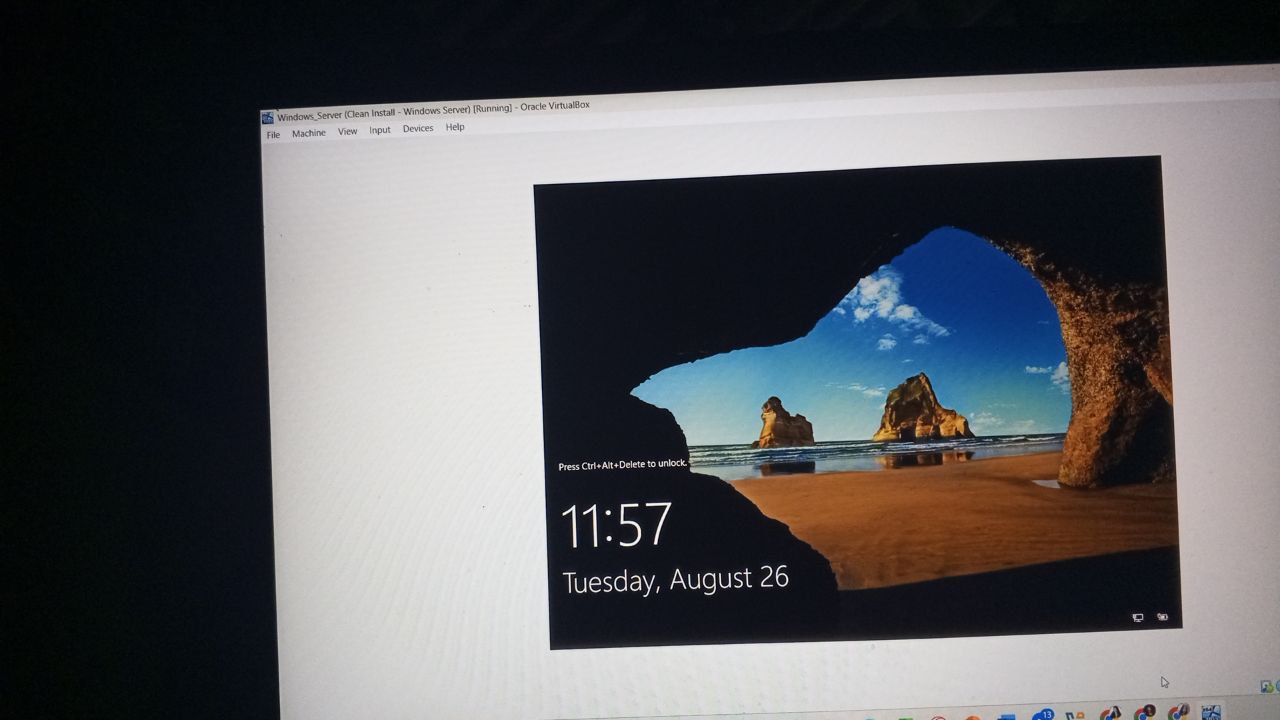 Windows_Server (Clean Install - Windows Server) [Running] - Oracle VirtualBox
File Machine View Input Devices Help
Press Ctrl+Alt+Delete to unlock.
11:57
Tuesday, August 26
13